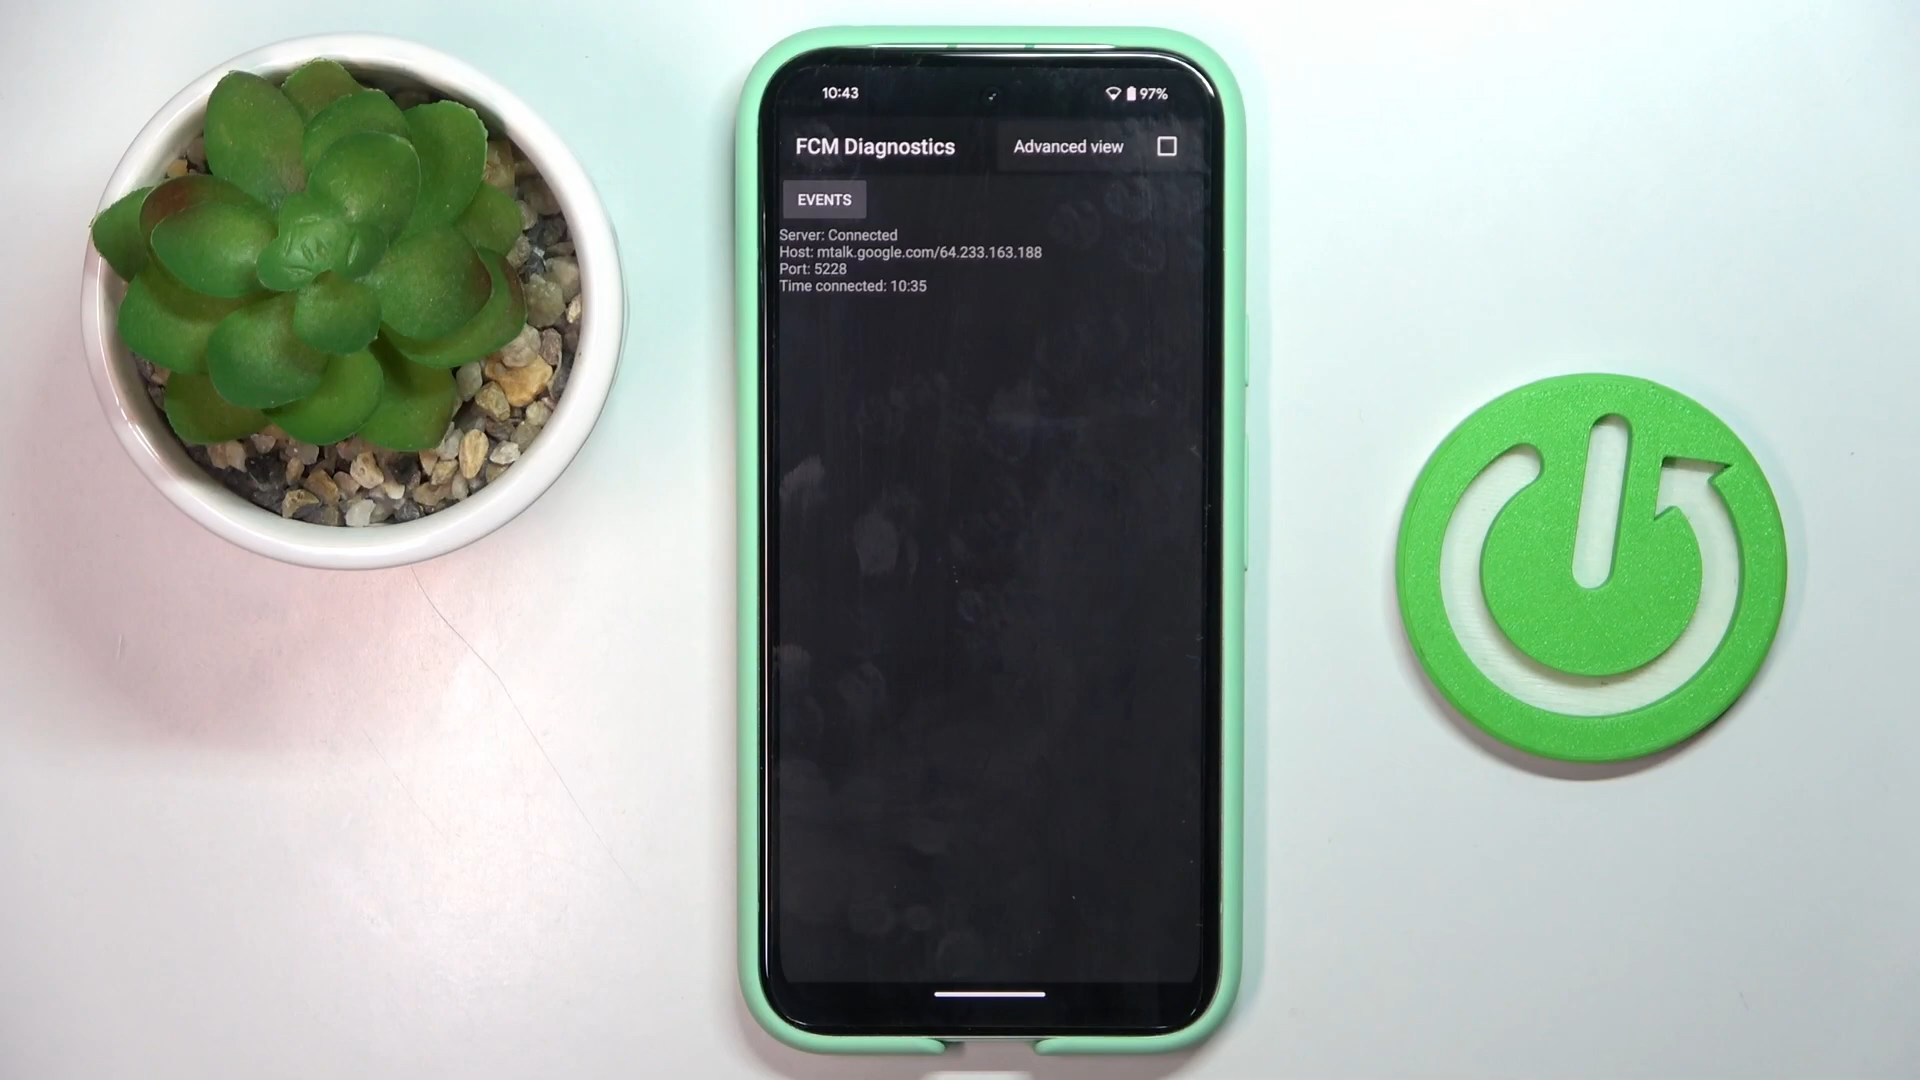 10:43
97%
FCM Diagnostics
Advanced view
EVENTS
Server: Connected
Host: mtalk.google.com/64.233.163.188
Port: 5228
Time connected: 10:35